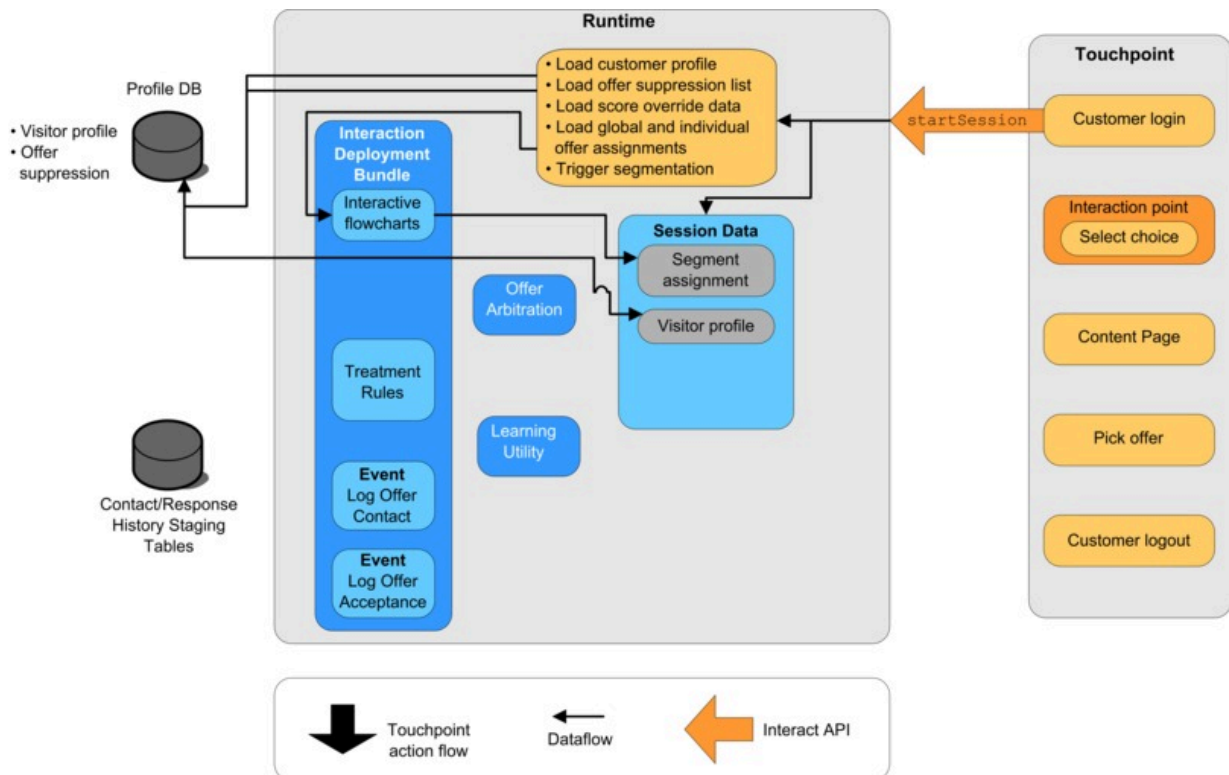 Runtime
Touchpoint
Profile DB
• Visitor profile
• Offer
suppression
• Load customer profile
• Load offer suppression list
• Load score override data
• Load global and individual
offer assignments
• Trigger segmentation
startSession
Customer login
Interaction
Deployment
Bundle
Interactive
flowcharts
Interaction point
Select choice
Session Data
Segment
assignment
Visitor profile
Offer
Arbitration
Content Page
Treatment
Rules
Learning
Utility
Pick offer
Event
Log Offer
Contact
Contact/Response
History Staging
Tables
Customer logout
Event
Log Offer
Acceptance
Touchpoint
action flow
Dataflow
Interact API